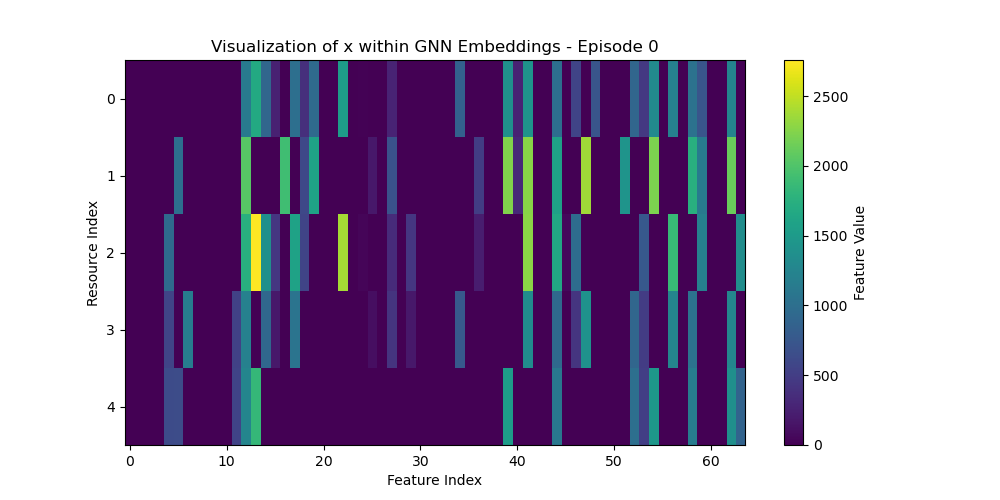 Visualization of x within GNN Embeddings - Episode 0
Resource Index
0
1
2
3
4
0 10 20 30 40 50 60
Feature Index
2500
2000
1500
1000
500
0
Feature Value